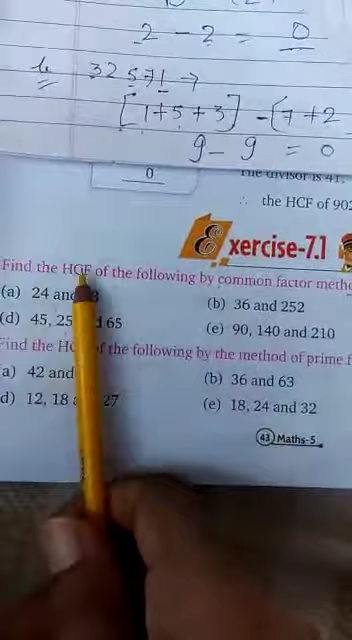 2 - 2 = 0
b 32571 →
[1+5+3] - [7+2
9 - 9 = 0
0
The divisor is 41.
∴ the HCF of 902
Exercise-7.1
Find the HCF of the following by common factor
(a) 24 and
(b) 36 and 252
(d) 45, 25 65
(e) 90, 140 and 210
Find the of the following by the method of prime
(a) 42 and
(b) 36 and 63
(d) 12, 18 27
(e) 18, 24 and 32
43 Maths-5